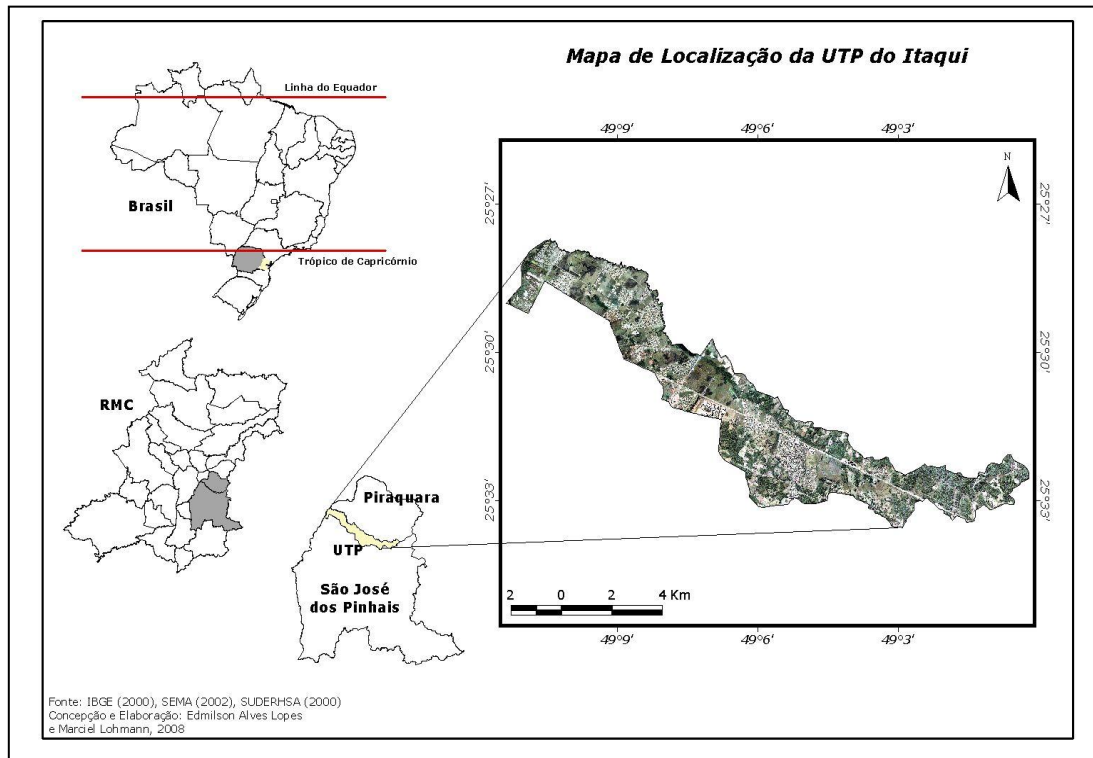 Mapa de Localização da UTP do Itaqui
Linha do Equador
Brasil
Trópico de Capricórnio
RMC
Piraquara
UTP
São José
dos Pinhais
49°9' 49°6' 49°3'
N
25°27' 25°27'
25°30' 25°30'
25°33' 25°33'
2 0 2 4 Km
49°9' 49°6' 49°3'
Fonte: IBGE (2000), SEMA (2002), SUDERHSA (2000)
Concepção e Elaboração: Edmilson Alves Lopes
e Marciel Lohmann, 2008